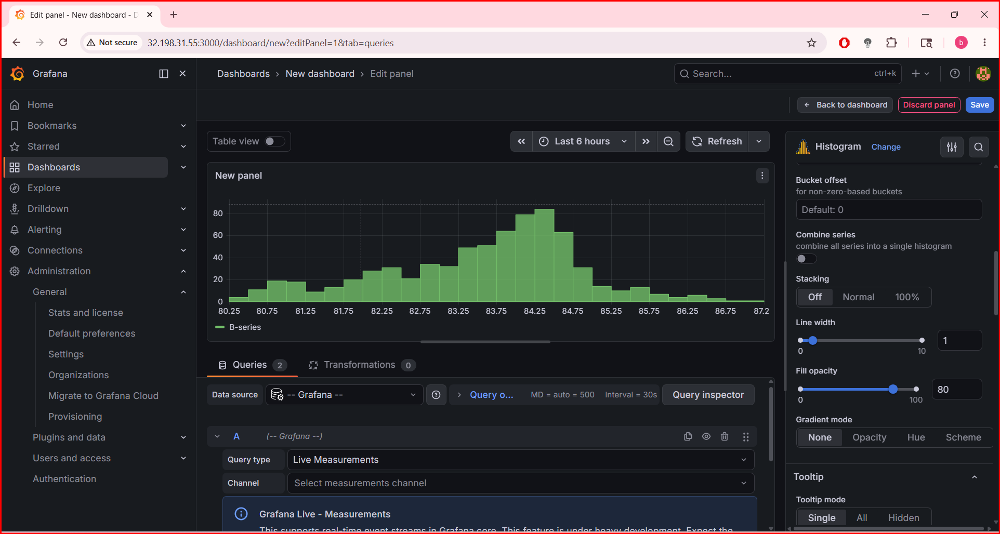 Edit panel - New dashboard - D
Not secure
32.198.31.55:3000/dashboard/new?editPanel=1&tab=queries
b
Grafana
Dashboards › New dashboard › Edit panel
Search...
ctrl+k
Back to dashboard
Discard panel
Save
Home
Bookmarks
Starred
Dashboards
Explore
Drilldown
Alerting
Connections
Administration
General
Stats and license
Default preferences
Settings
Organizations
Migrate to Grafana Cloud
Provisioning
Plugins and data
Users and access
Authentication
Table view
Last 6 hours
Refresh
New panel
80
60
40
20
0
80.25 80.75 81.25 81.75 82.25 82.75 83.25 83.75 84.25 84.75 85.25 85.75 86.25 86.75 87.2
B-series
Queries 2
Transformations 0
Data source
-- Grafana --
Query o...
MD = auto = 500
Interval = 30s
Query inspector
A
(-- Grafana --)
Query type
Live Measurements
Channel
Select measurements channel
Grafana Live - Measurements
This supports real-time event streams in Grafana core. This feature is under heavy development. Expect the
Histogram
Change
Bucket offset
for non-zero-based buckets
Default: 0
Combine series
combine all series into a single histogram
Stacking
Off Normal 100%
Line width
1
0 10
Fill opacity
80
0 100
Gradient mode
None Opacity Hue Scheme
Tooltip
Tooltip mode
Single All Hidden